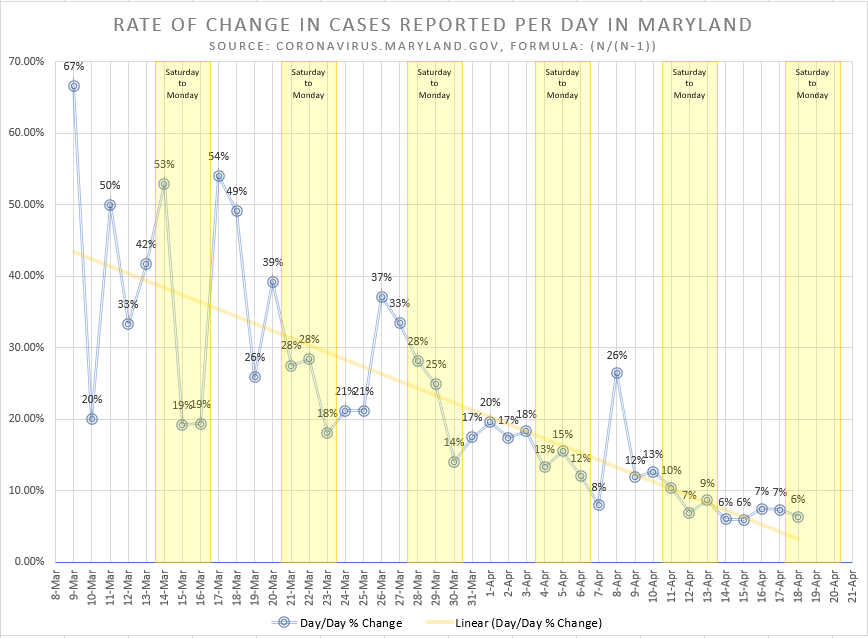 RATE OF CHANGE IN CASES REPORTED PER DAY IN MARYLAND
SOURCE: CORONAVIRUS.MARYLAND.GOV, FORMULA: (N/(N-1))
70.00%
60.00%
50.00%
40.00%
30.00%
20.00%
10.00%
0.00%
Saturday
to
Monday
Saturday
to
Monday
Saturday
to
Monday
Saturday
to
Monday
Saturday
to
Monday
Saturday
to
Monday
67%
20%
50%
33%
42%
53%
19%
19%
54%
49%
26%
39%
28%
28%
18%
21%
21%
37%
33%
28%
25%
14%
17%
20%
17%
18%
13%
15%
12%
8%
26%
12%
13%
10%
7%
9%
6%
6%
7%
7%
6%
8-Mar
9-Mar
10-Mar
11-Mar
12-Mar
13-Mar
14-Mar
15-Mar
16-Mar
17-Mar
18-Mar
19-Mar
20-Mar
21-Mar
22-Mar
23-Mar
24-Mar
25-Mar
26-Mar
27-Mar
28-Mar
29-Mar
30-Mar
31-Mar
1-Apr
2-Apr
3-Apr
4-Apr
5-Apr
6-Apr
7-Apr
8-Apr
9-Apr
10-Apr
11-Apr
12-Apr
13-Apr
14-Apr
15-Apr
16-Apr
17-Apr
18-Apr
19-Apr
20-Apr
21-Apr
Day/Day % Change
Linear (Day/Day % Change)